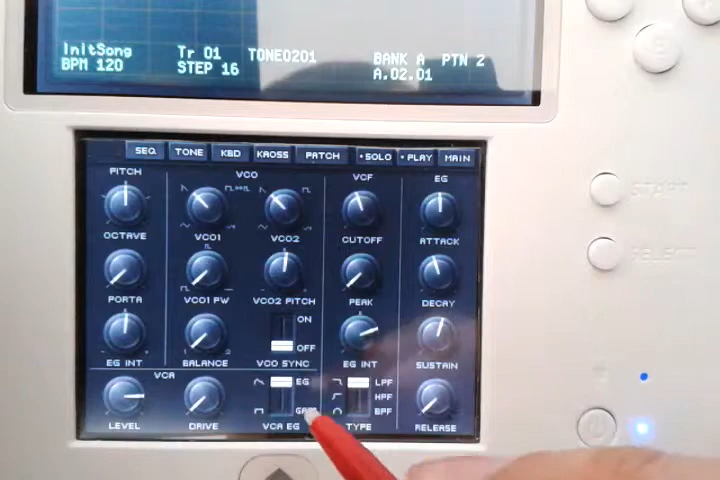 InitSong Tr 01 TONE0201 BANK A PTN 2
BPM 120 STEP 16 A.02.01
SEQ TONE KBD KAOSS PATCH •SOLO •PLAY MAIN
PITCH VCO VCF EG
OCTAVE VCO1 VCO2 CUTOFF ATTACK
PORTA VCO1 PW VCO2 PITCH PEAK DECAY
ON
OFF
EG INT BALANCE VCO SYNC EG INT SUSTAIN
VCA
EG LPF
HPF
BPF
LEVEL DRIVE VCA EG TYPE RELEASE
START
SELECT